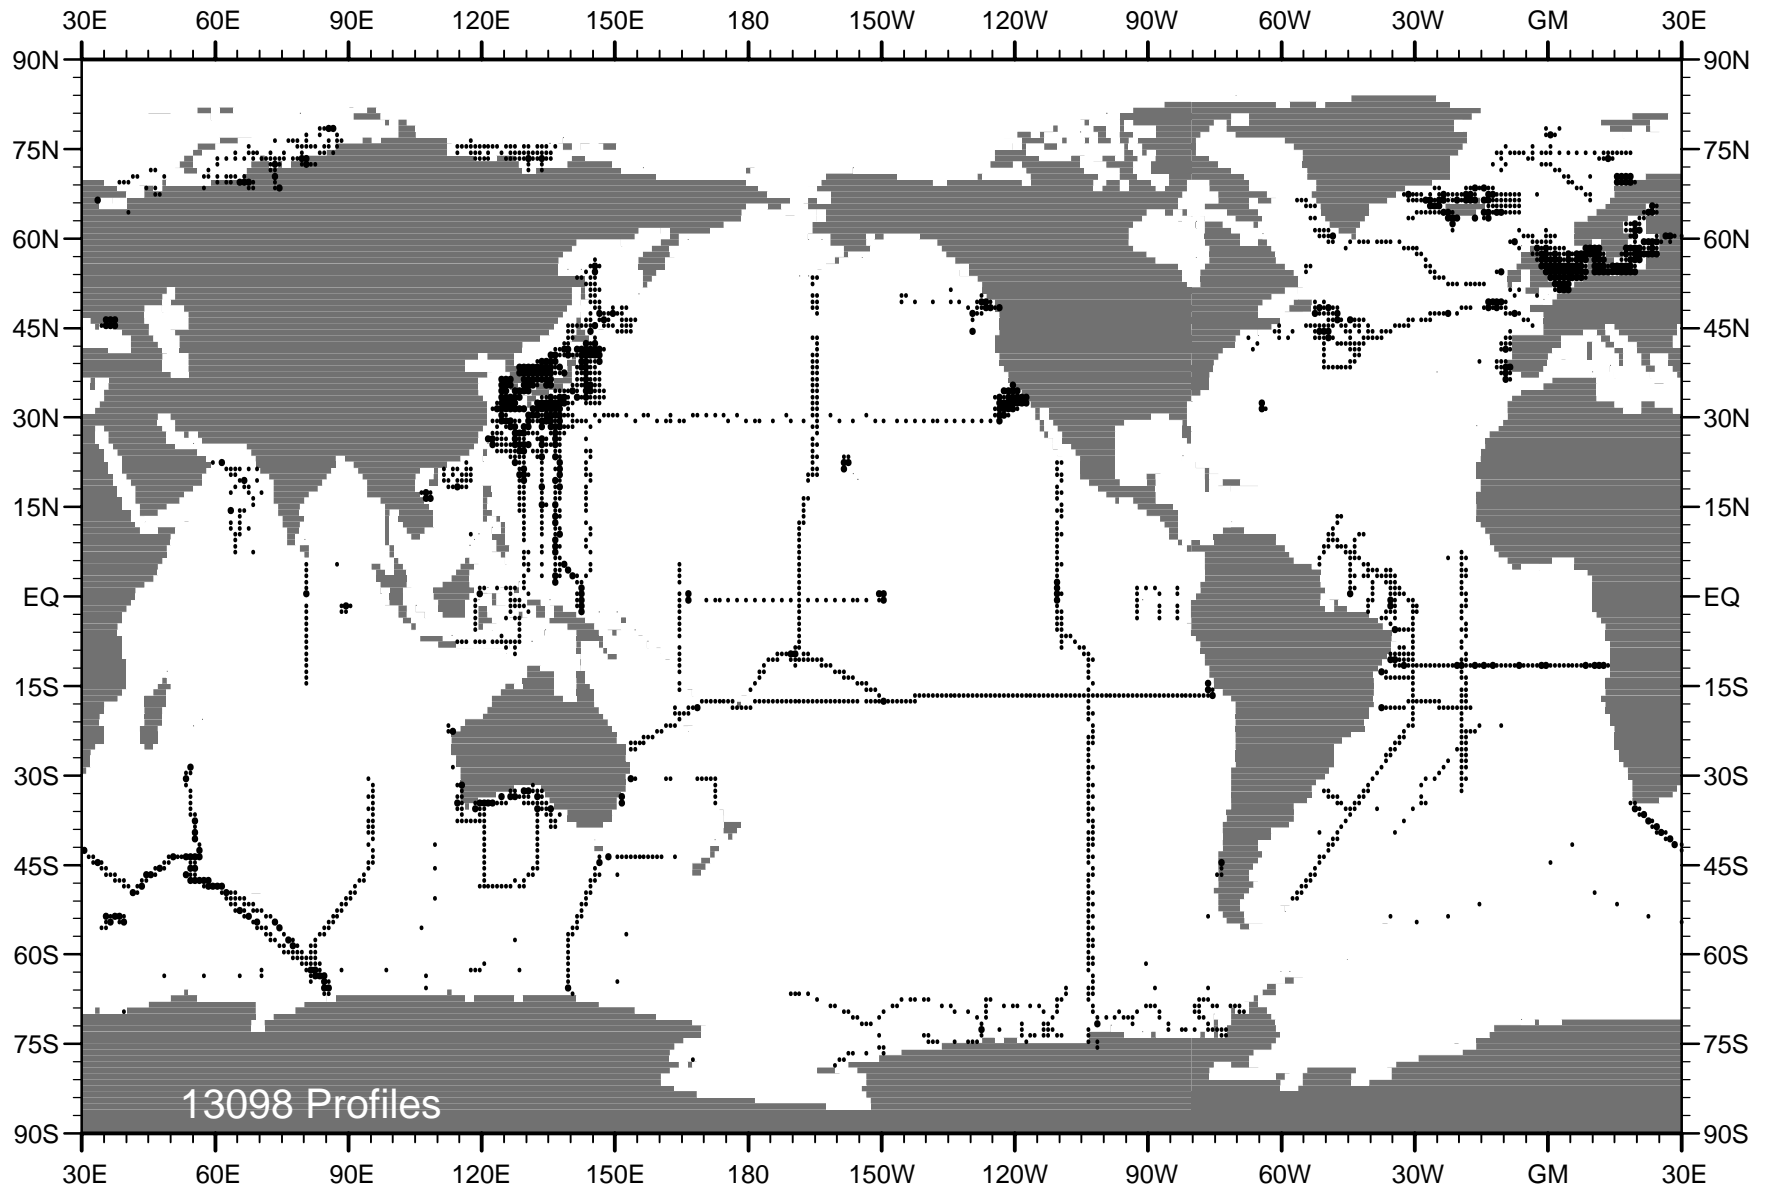 30E 60E 90E 120E 150E 180 150W 120W 90W 60W 30W GM 30E
90N 90N
75N 75N
60N 60N
45N 45N
30N 30N
15N 15N
EQ EQ
15S 15S
30S 30S
45S 45S
60S 60S
75S 75S
13098 Profiles
90S 90S
30E 60E 90E 120E 150E 180 150W 120W 90W 60W 30W GM 30E